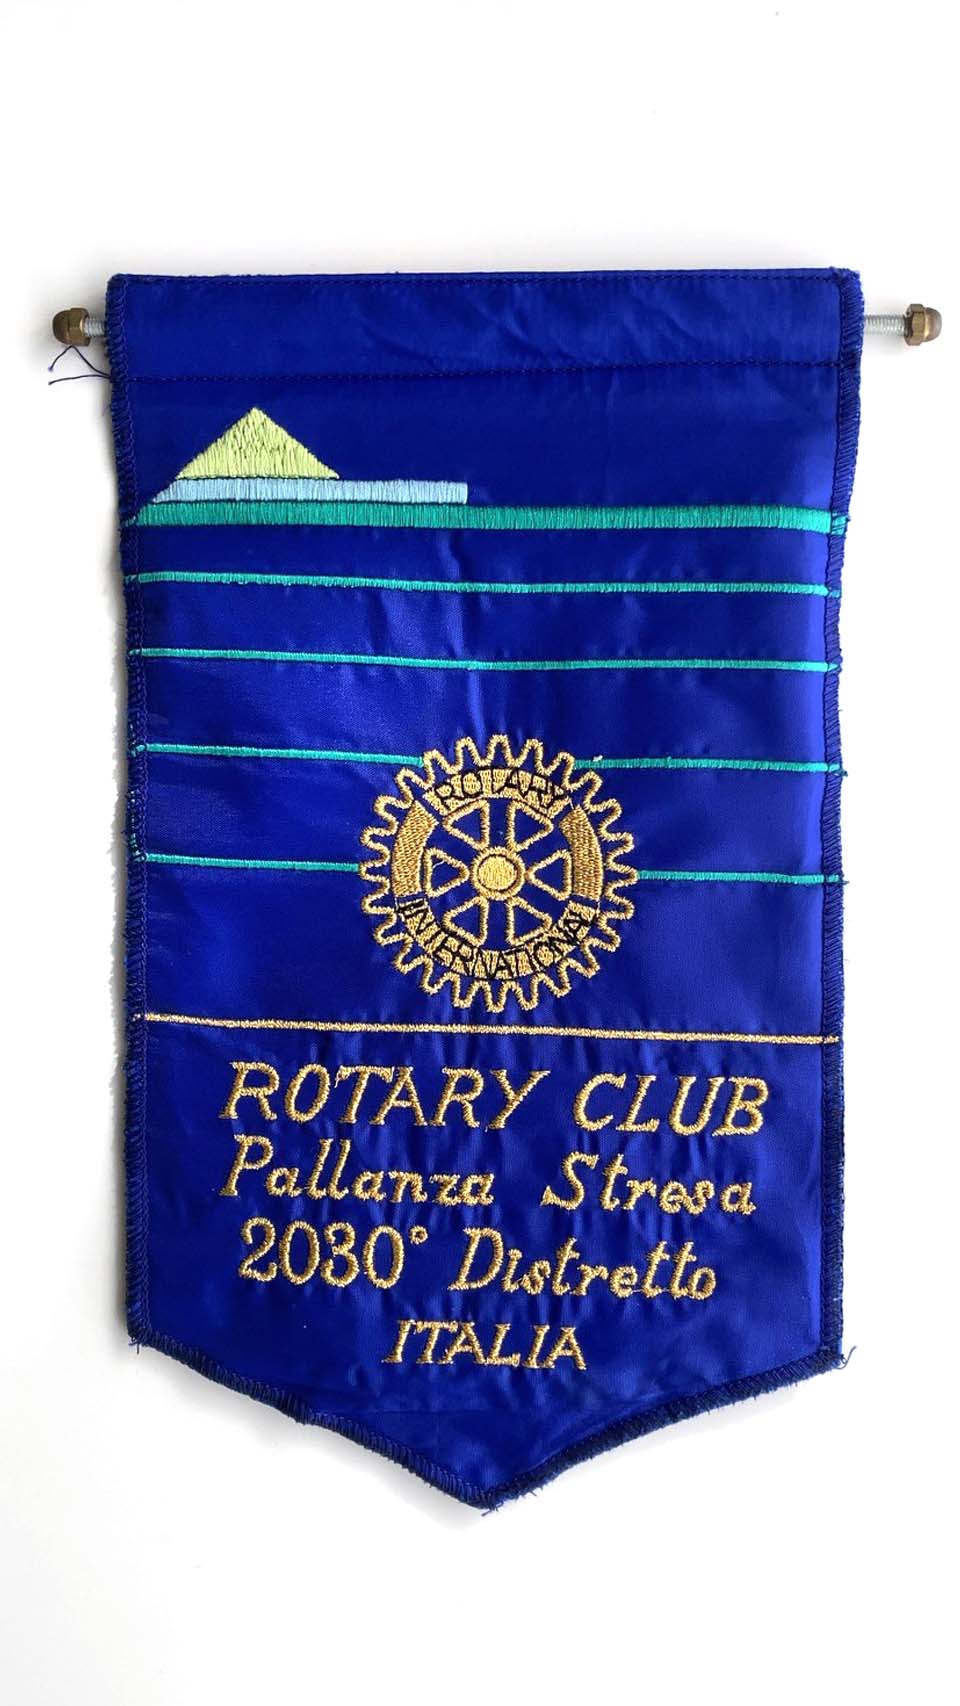 ROTARY
INTERNATIONAL
ROTARY CLUB
Pallanza Stresa
2030° Distretto
ITALIA